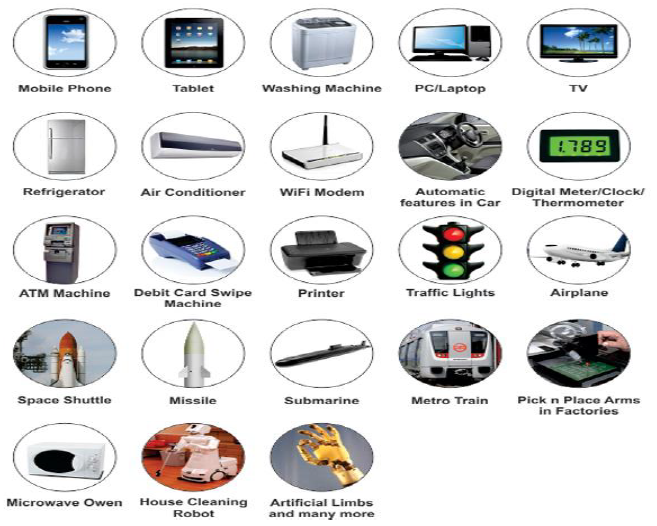 Mobile Phone
Tablet
Washing Machine
PC/Laptop
TV
Refrigerator
Air Conditioner
WiFi Modem
Automatic
features in Car
1.789
Digital Meter/Clock/
Thermometer
ATM Machine
Debit Card Swipe
Machine
Printer
Traffic Lights
Airplane
Space Shuttle
Missile
Submarine
Metro Train
Pick n Place Arms
in Factories
Microwave Owen
House Cleaning
Robot
Artificial Limbs
and many more